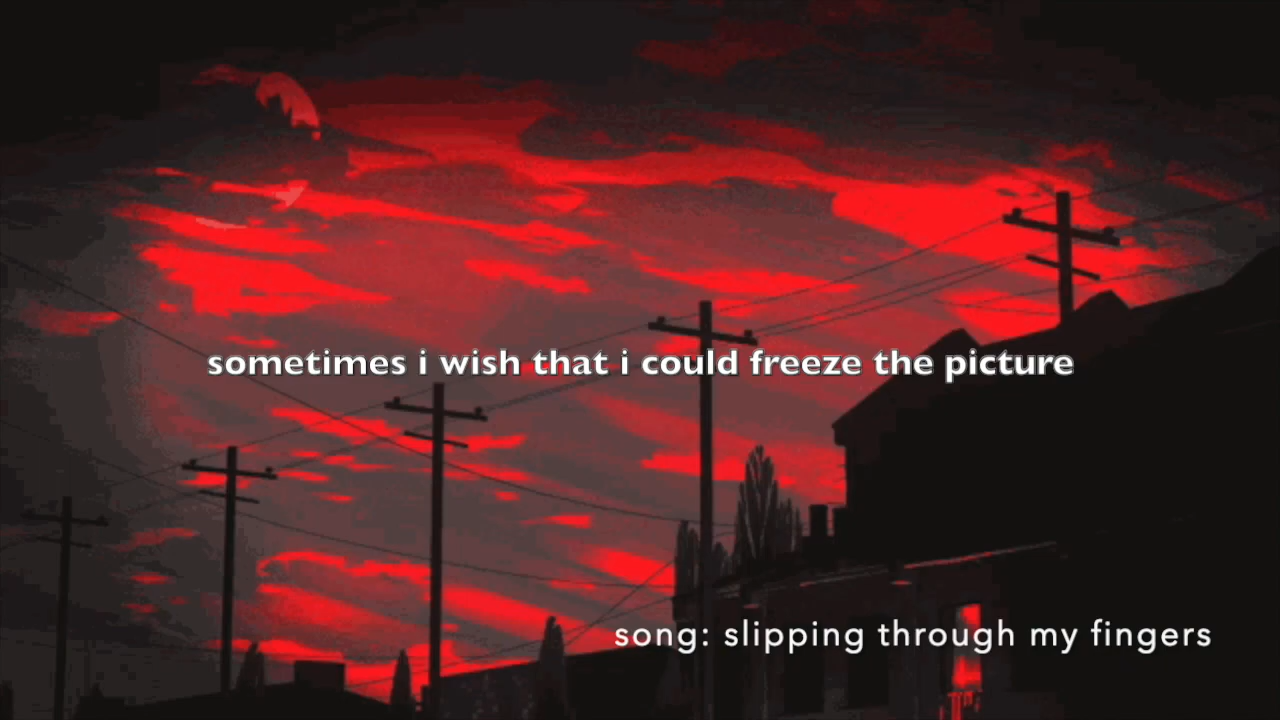 sometimes i wish that i could freeze the picture
song: slipping through my fingers